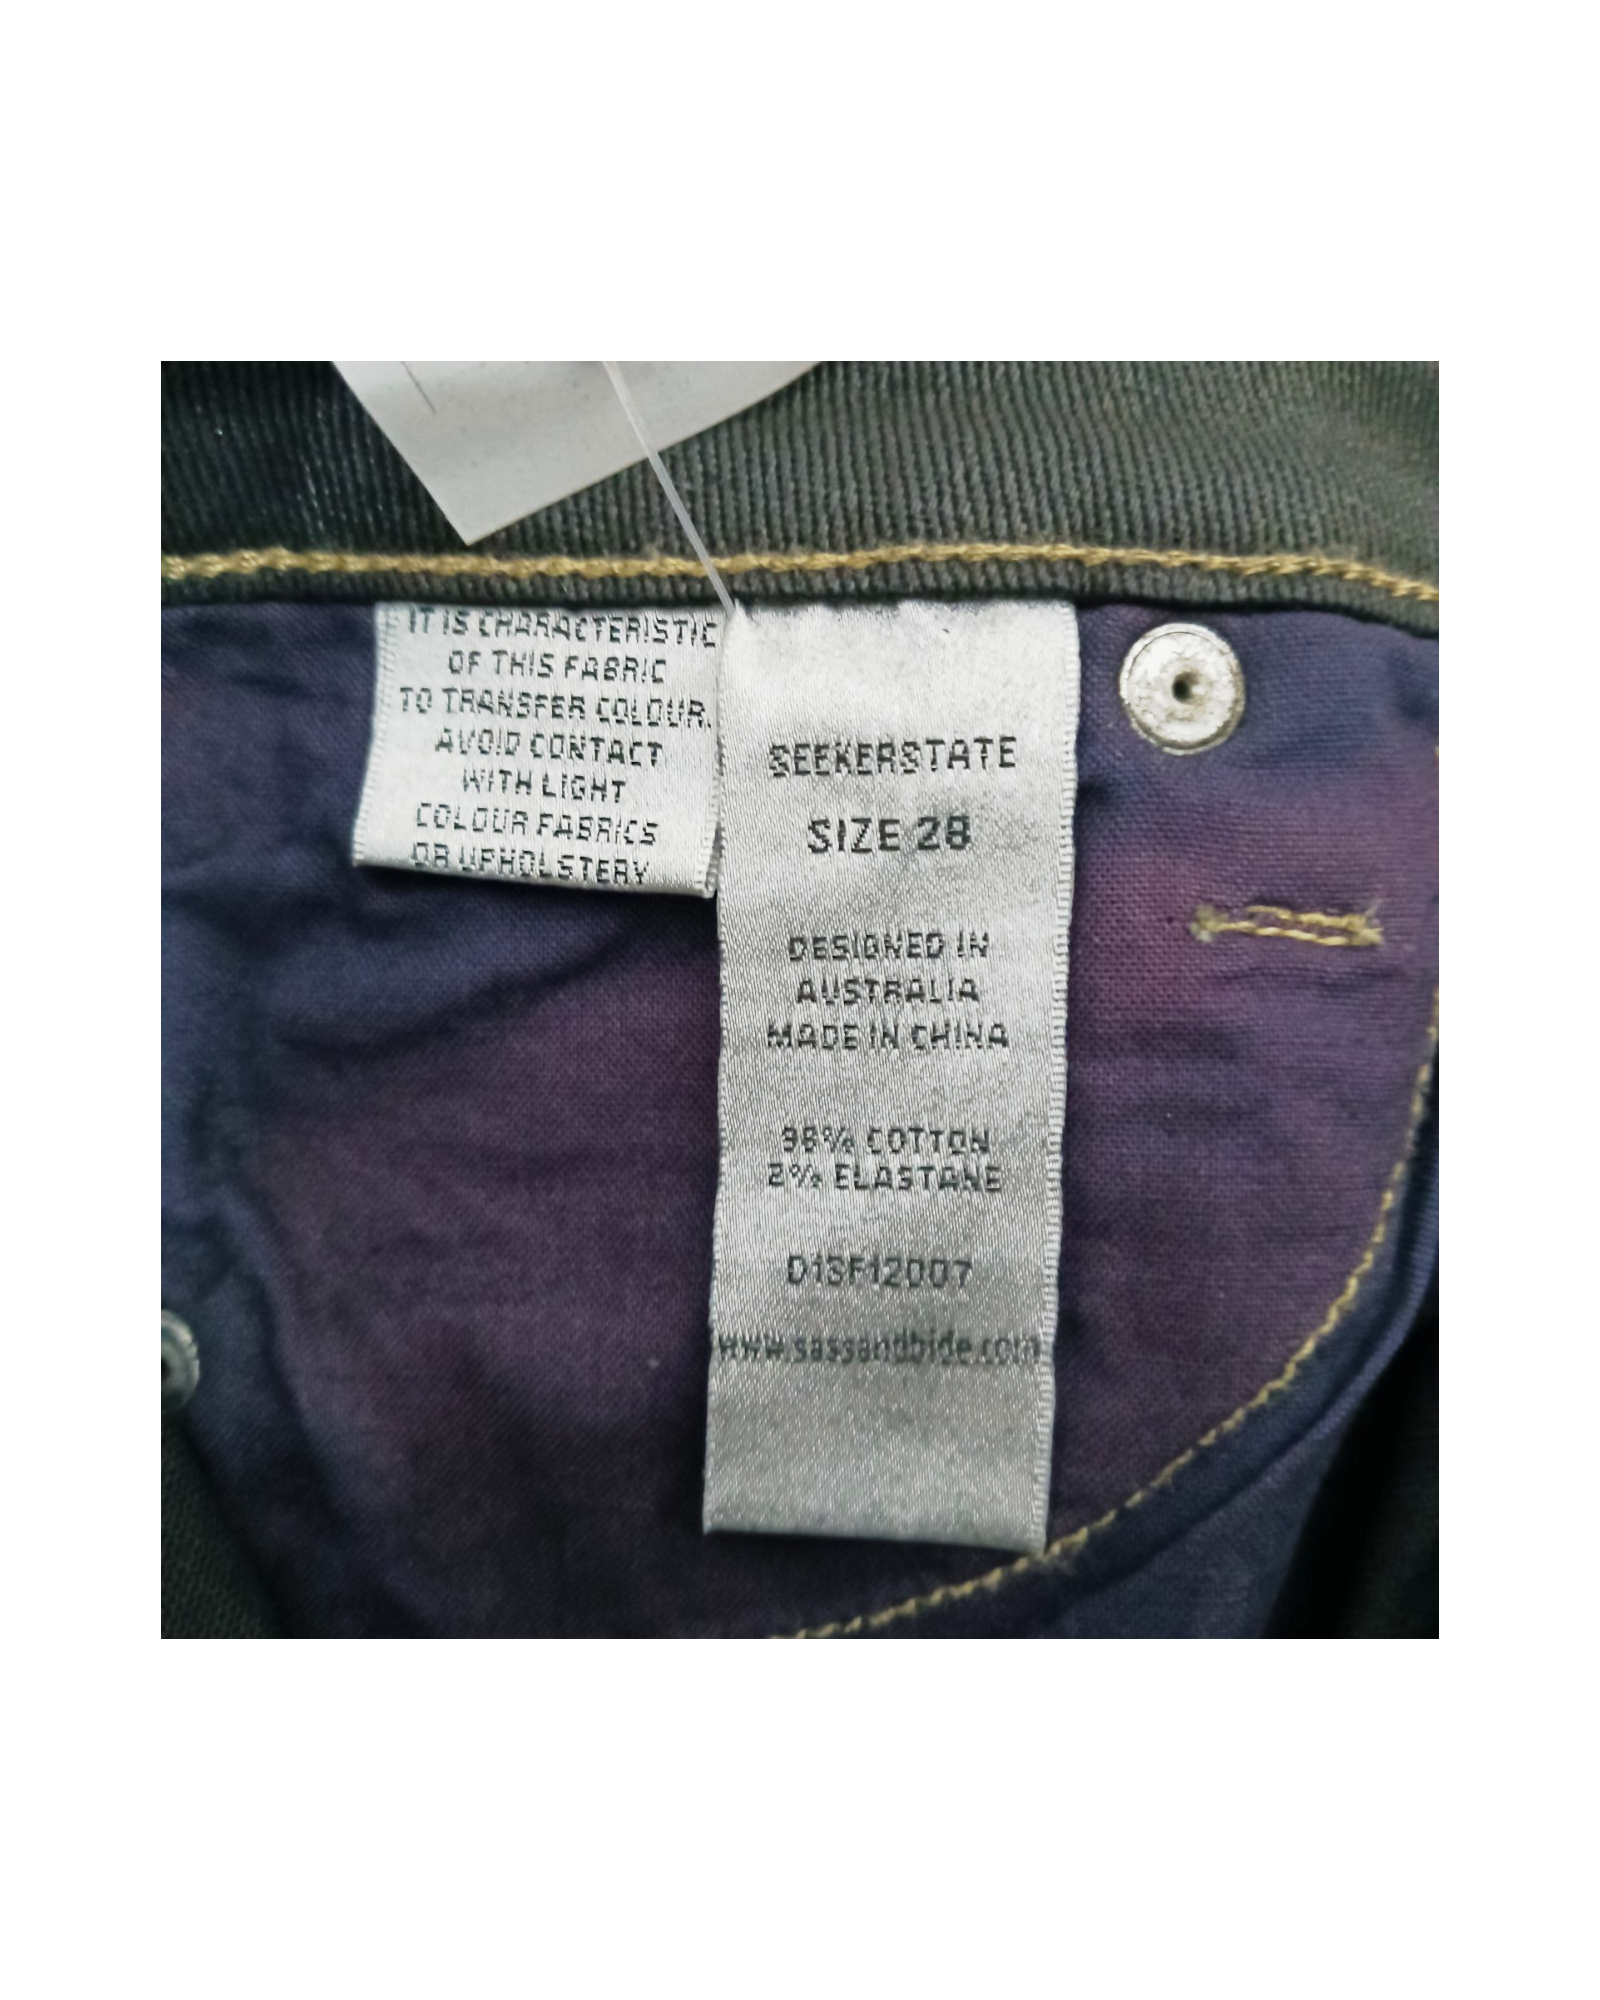 IT IS CHARACTERISTIC
OF THIS FABRIC
TO TRANSFER COLOUR.
AVOID CONTACT
WITH LIGHT
COLOUR FABRICS
OR UPHOLSTERY
SEEKERSTATE
SIZE 28
DESIGNED IN
AUSTRALIA
MADE IN CHINA
98% COTTON
2% ELASTANE
D1SF12007
www.sassandbide.com